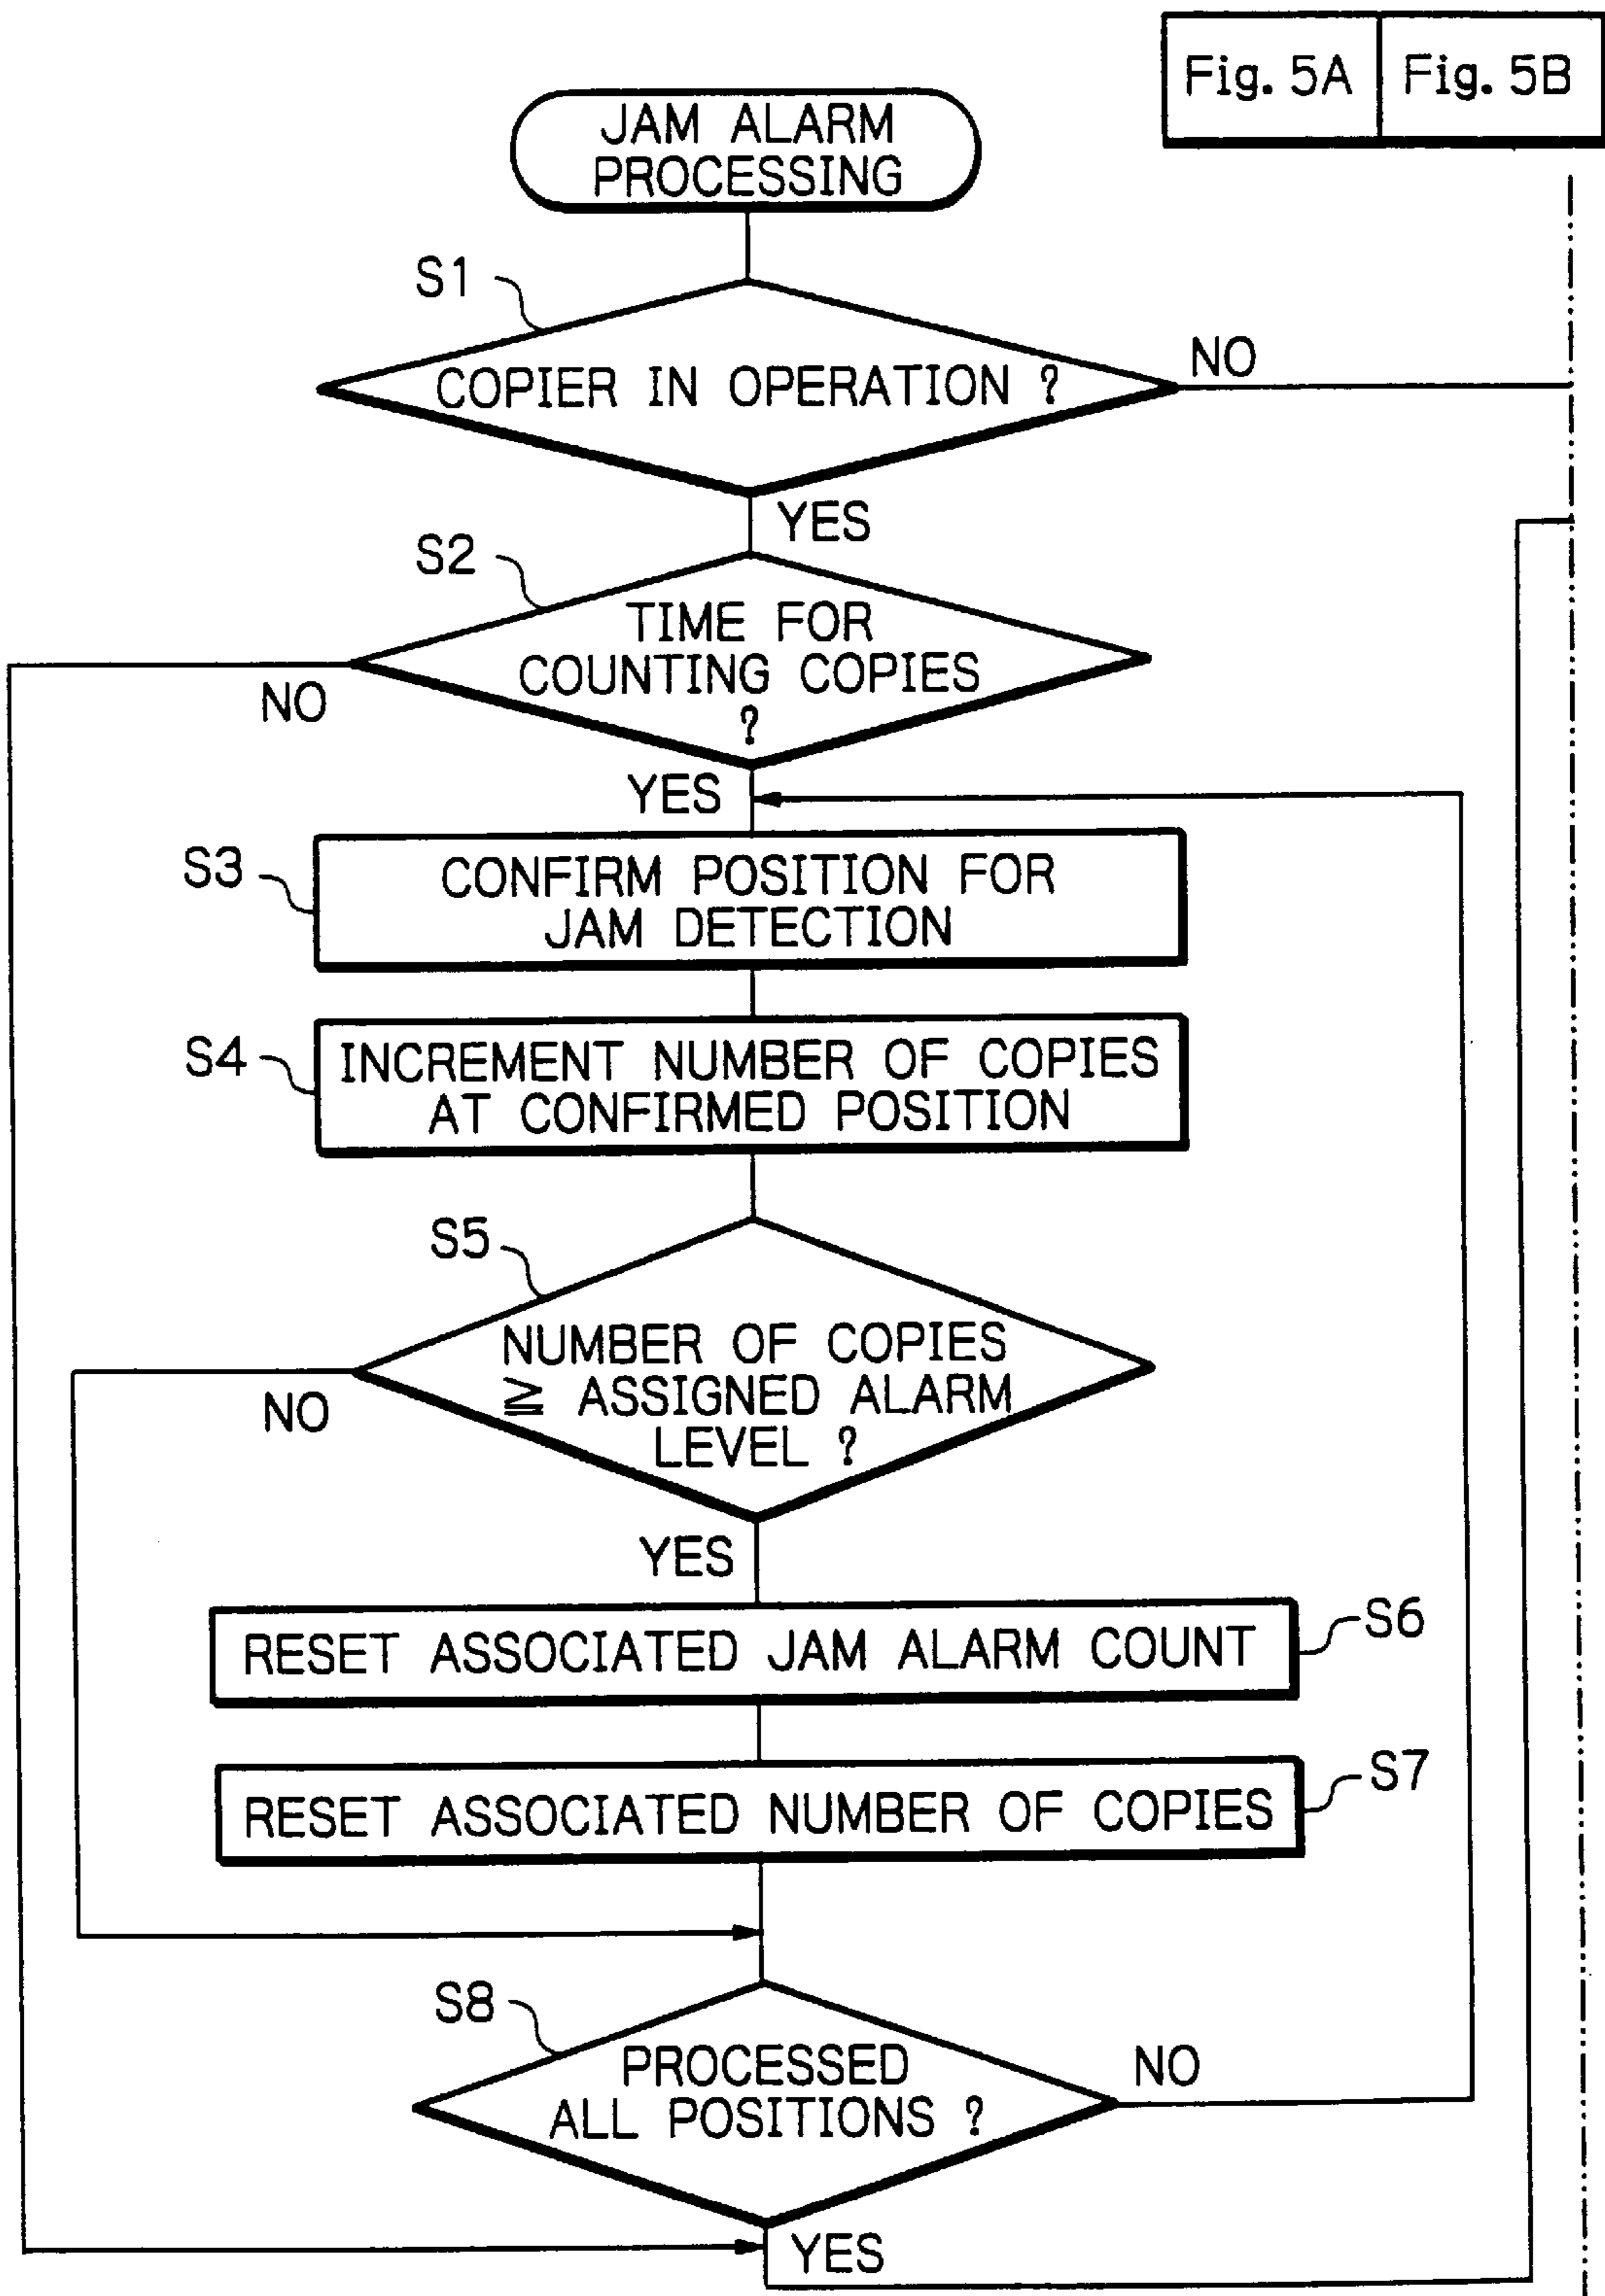 Fig. 5A
Fig. 5B
JAM ALARM
PROCESSING
S1
COPIER IN OPERATION ?
NO
YES
S2
TIME FOR
COUNTING COPIES
?
NO
YES
S3
CONFIRM POSITION FOR
JAM DETECTION
S4
INCREMENT NUMBER OF COPIES
AT CONFIRMED POSITION
S5
NUMBER OF COPIES
≧ ASSIGNED ALARM
LEVEL ?
NO
YES
RESET ASSOCIATED JAM ALARM COUNT
S6
RESET ASSOCIATED NUMBER OF COPIES
S7
S8
PROCESSED
ALL POSITIONS ?
NO
YES